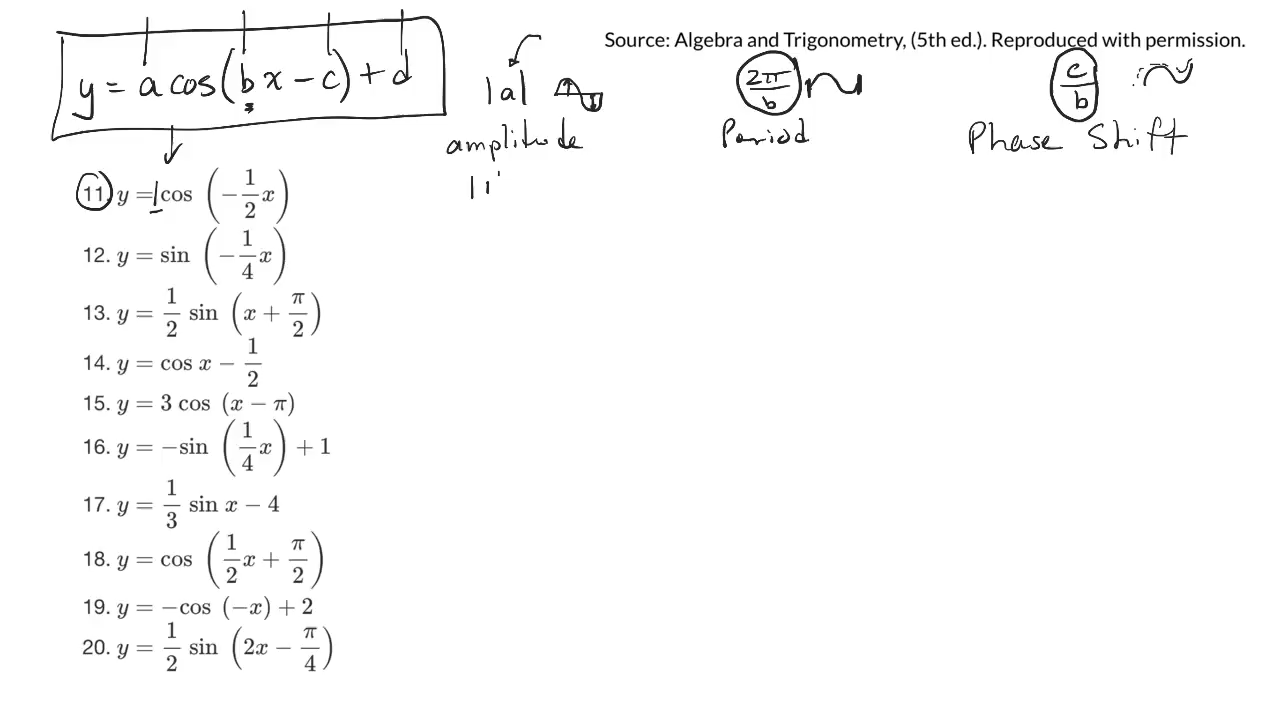 Source: Algebra and Trigonometry, (5th ed.). Reproduced with permission.
y = a cos(bx - c) + d
|a|
2π/b
c/b
amplitude
Period
Phase Shift
11. y = 1 cos (-1/2 x)
12. y = sin (-1/4 x)
13. y = 1/2 sin (x + π/2)
14. y = cos x - 1/2
15. y = 3 cos (x - π)
16. y = -sin (1/4 x) + 1
17. y = 1/3 sin x - 4
18. y = cos (1/2 x + π/2)
19. y = -cos (-x) + 2
20. y = 1/2 sin (2x - π/4)